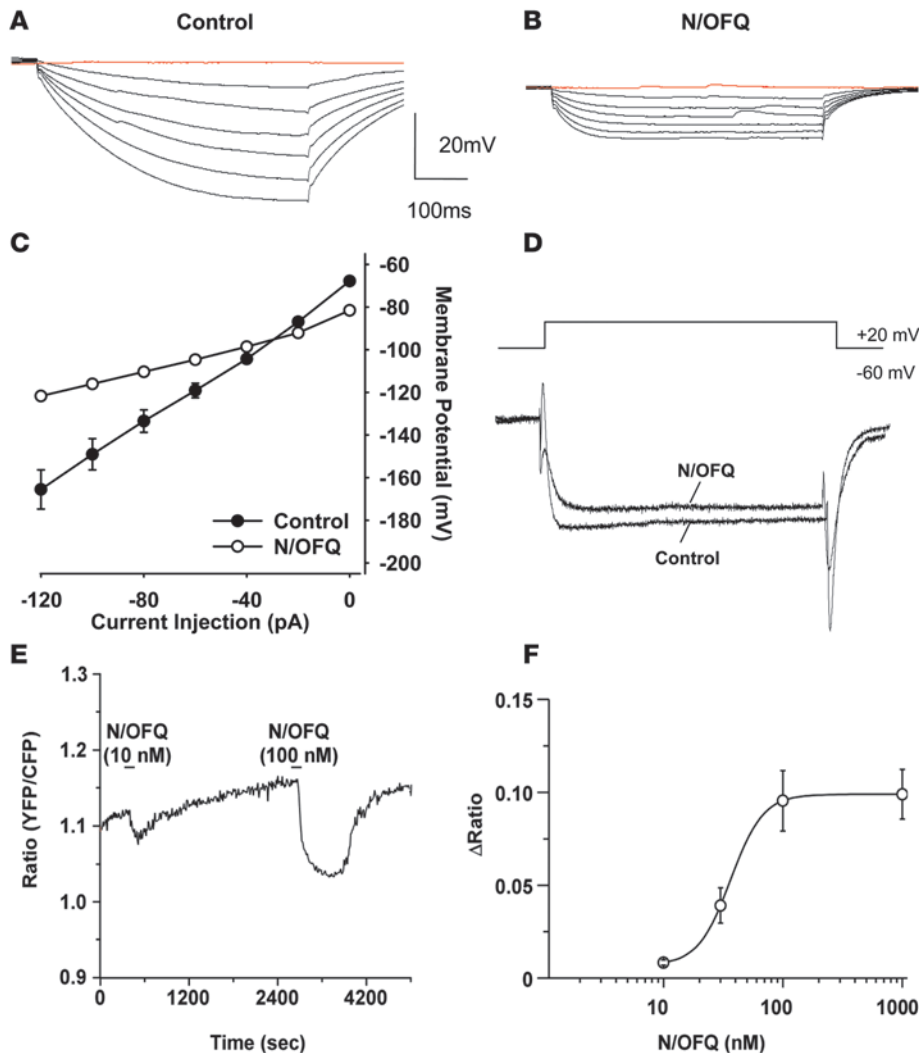 A
Control
B
N/OFQ
20mV
100ms
C
-60
-80
-100
-120
-140
-160
-180
-200
Membrane Potential (mV)
Control
N/OFQ
-120
-80
-40
0
Current Injection (pA)
D
+20 mV
-60 mV
N/OFQ
Control
E
1.3
1.2
1.1
1.0
0.9
Ratio (YFP/CFP)
N/OFQ
(10 nM)
N/OFQ
(100 nM)
0
1200
2400
4200
Time (sec)
F
0.15
0.10
0.05
0
ΔRatio
10
100
1000
N/OFQ (nM)